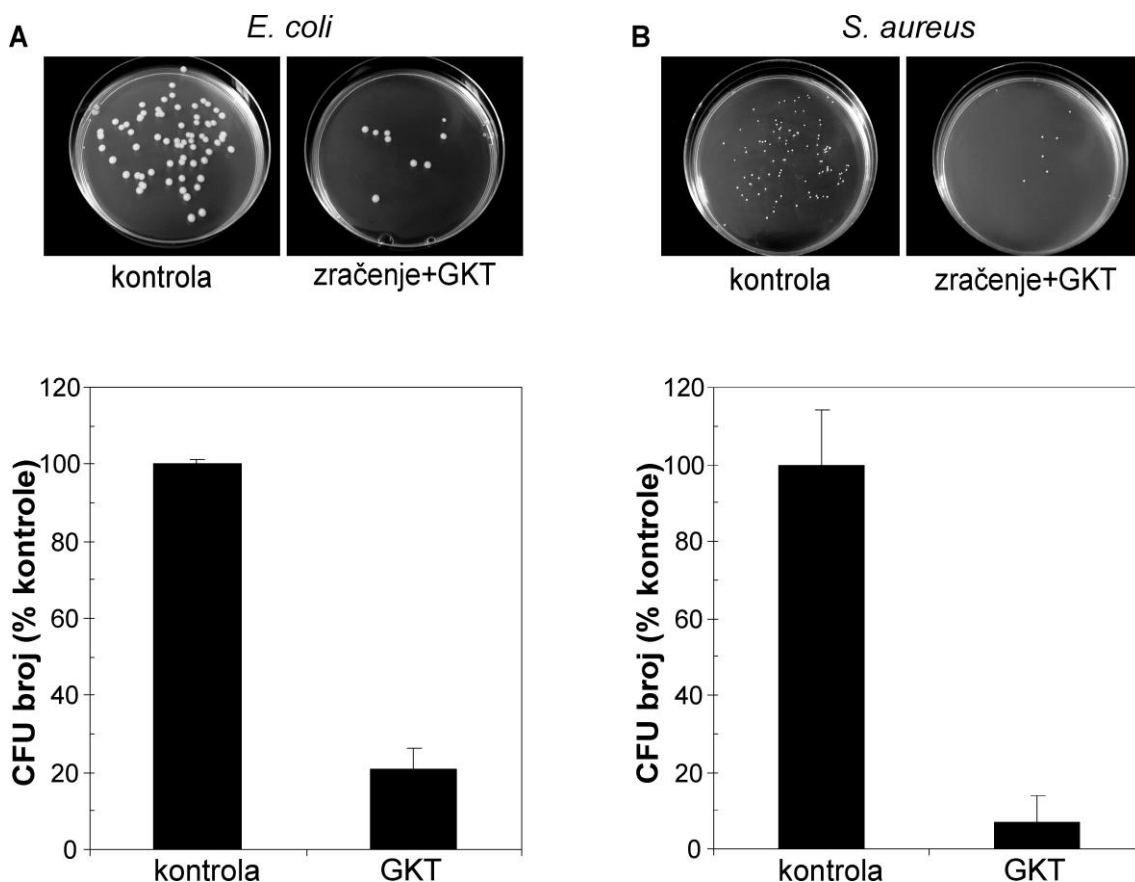 A
E. coli
kontrola
zračenje+GKT
B
S. aureus
kontrola
zračenje+GKT
CFU broj (% kontrole)
120
100
80
60
40
20
0
kontrola
GKT
CFU broj (% kontrole)
120
100
80
60
40
20
0
kontrola
GKT